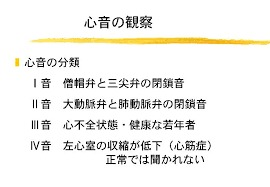 心音の観察
心音の分類
Ⅰ音 僧帽弁と三尖弁の閉鎖音
Ⅱ音 大動脈弁と肺動脈弁の閉鎖音
Ⅲ音 心不全状態・健康な若年者
Ⅳ音 左心室の収縮が低下（心筋症）
正常では聞かれない